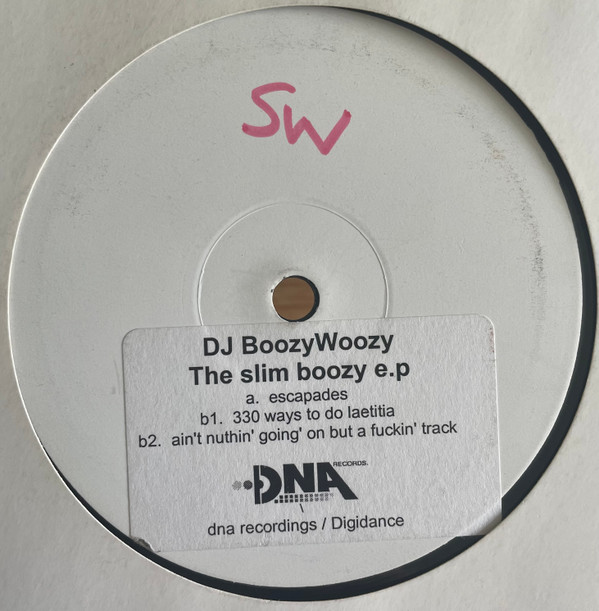 SW
DJ BoozyWoozy
The slim boozy e.p
a. escapades
b1. 330 ways to do laetitia
b2. ain't nuthin' going' on but a fuckin' track
DNA RECORDS.
dna recordings / Digidance